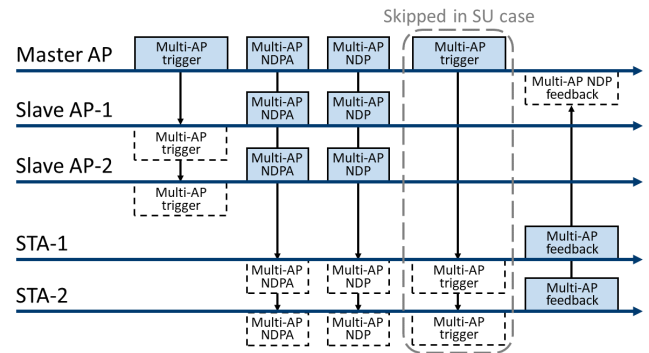 Skipped in SU case
Master AP
Multi-AP
trigger
Multi-AP
NDPA
Multi-AP
NDP
Multi-AP
trigger
Multi-AP NDP
feedback
Slave AP-1
Multi-AP
trigger
Multi-AP
NDPA
Multi-AP
NDP
Slave AP-2
Multi-AP
trigger
Multi-AP
NDPA
Multi-AP
NDP
STA-1
Multi-AP
feedback
Multi-AP
NDPA
Multi-AP
NDP
Multi-AP
trigger
STA-2
Multi-AP
feedback
Multi-AP
NDPA
Multi-AP
NDP
Multi-AP
trigger